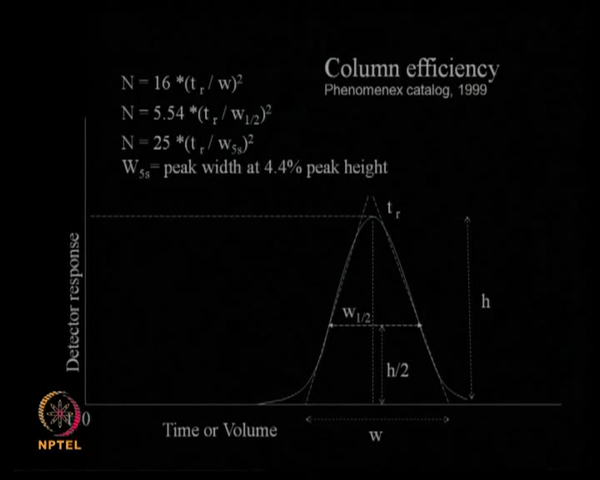 Column efficiency
Phenomenex catalog, 1999
N = 16 *(t r / w)²
N = 5.54 *(t r / w1/2)²
N = 25 *(t r / w5s)²
W5s= peak width at 4.4% peak height
t r
Detector response
w1/2
h
h/2
0
NPTEL
Time or Volume
w